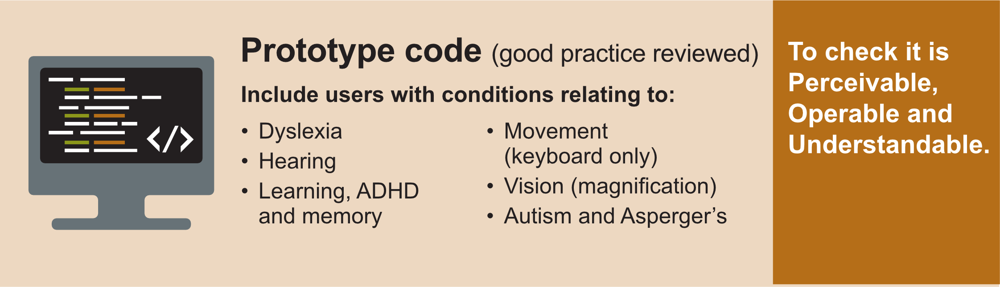 Prototype code (good practice reviewed)
Include users with conditions relating to:
• Dyslexia
• Hearing
• Learning, ADHD
and memory
• Movement
(keyboard only)
• Vision (magnification)
• Autism and Asperger’s
To check it is
Perceivable,
Operable and
Understandable.